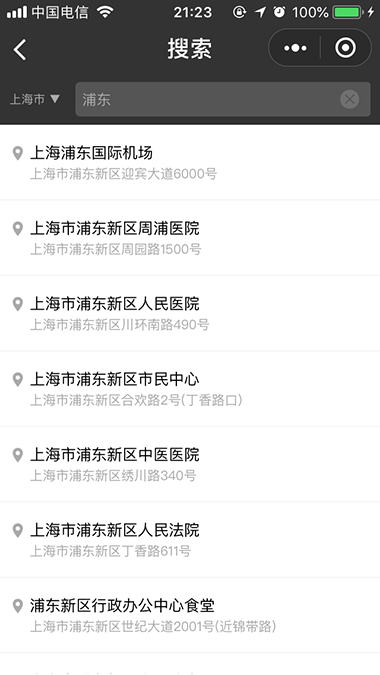 中国电信 21:23 100%
搜索
上海市 浦东
上海浦东国际机场
上海市浦东新区迎宾大道6000号
上海市浦东新区周浦医院
上海市浦东新区周园路1500号
上海市浦东新区人民医院
上海市浦东新区川环南路490号
上海市浦东新区市民中心
上海市浦东新区合欢路2号(丁香路口)
上海市浦东新区中医医院
上海市浦东新区绣川路340号
上海市浦东新区人民法院
上海市浦东新区丁香路611号
浦东新区行政办公中心食堂
上海市浦东新区世纪大道2001号(近锦带路)